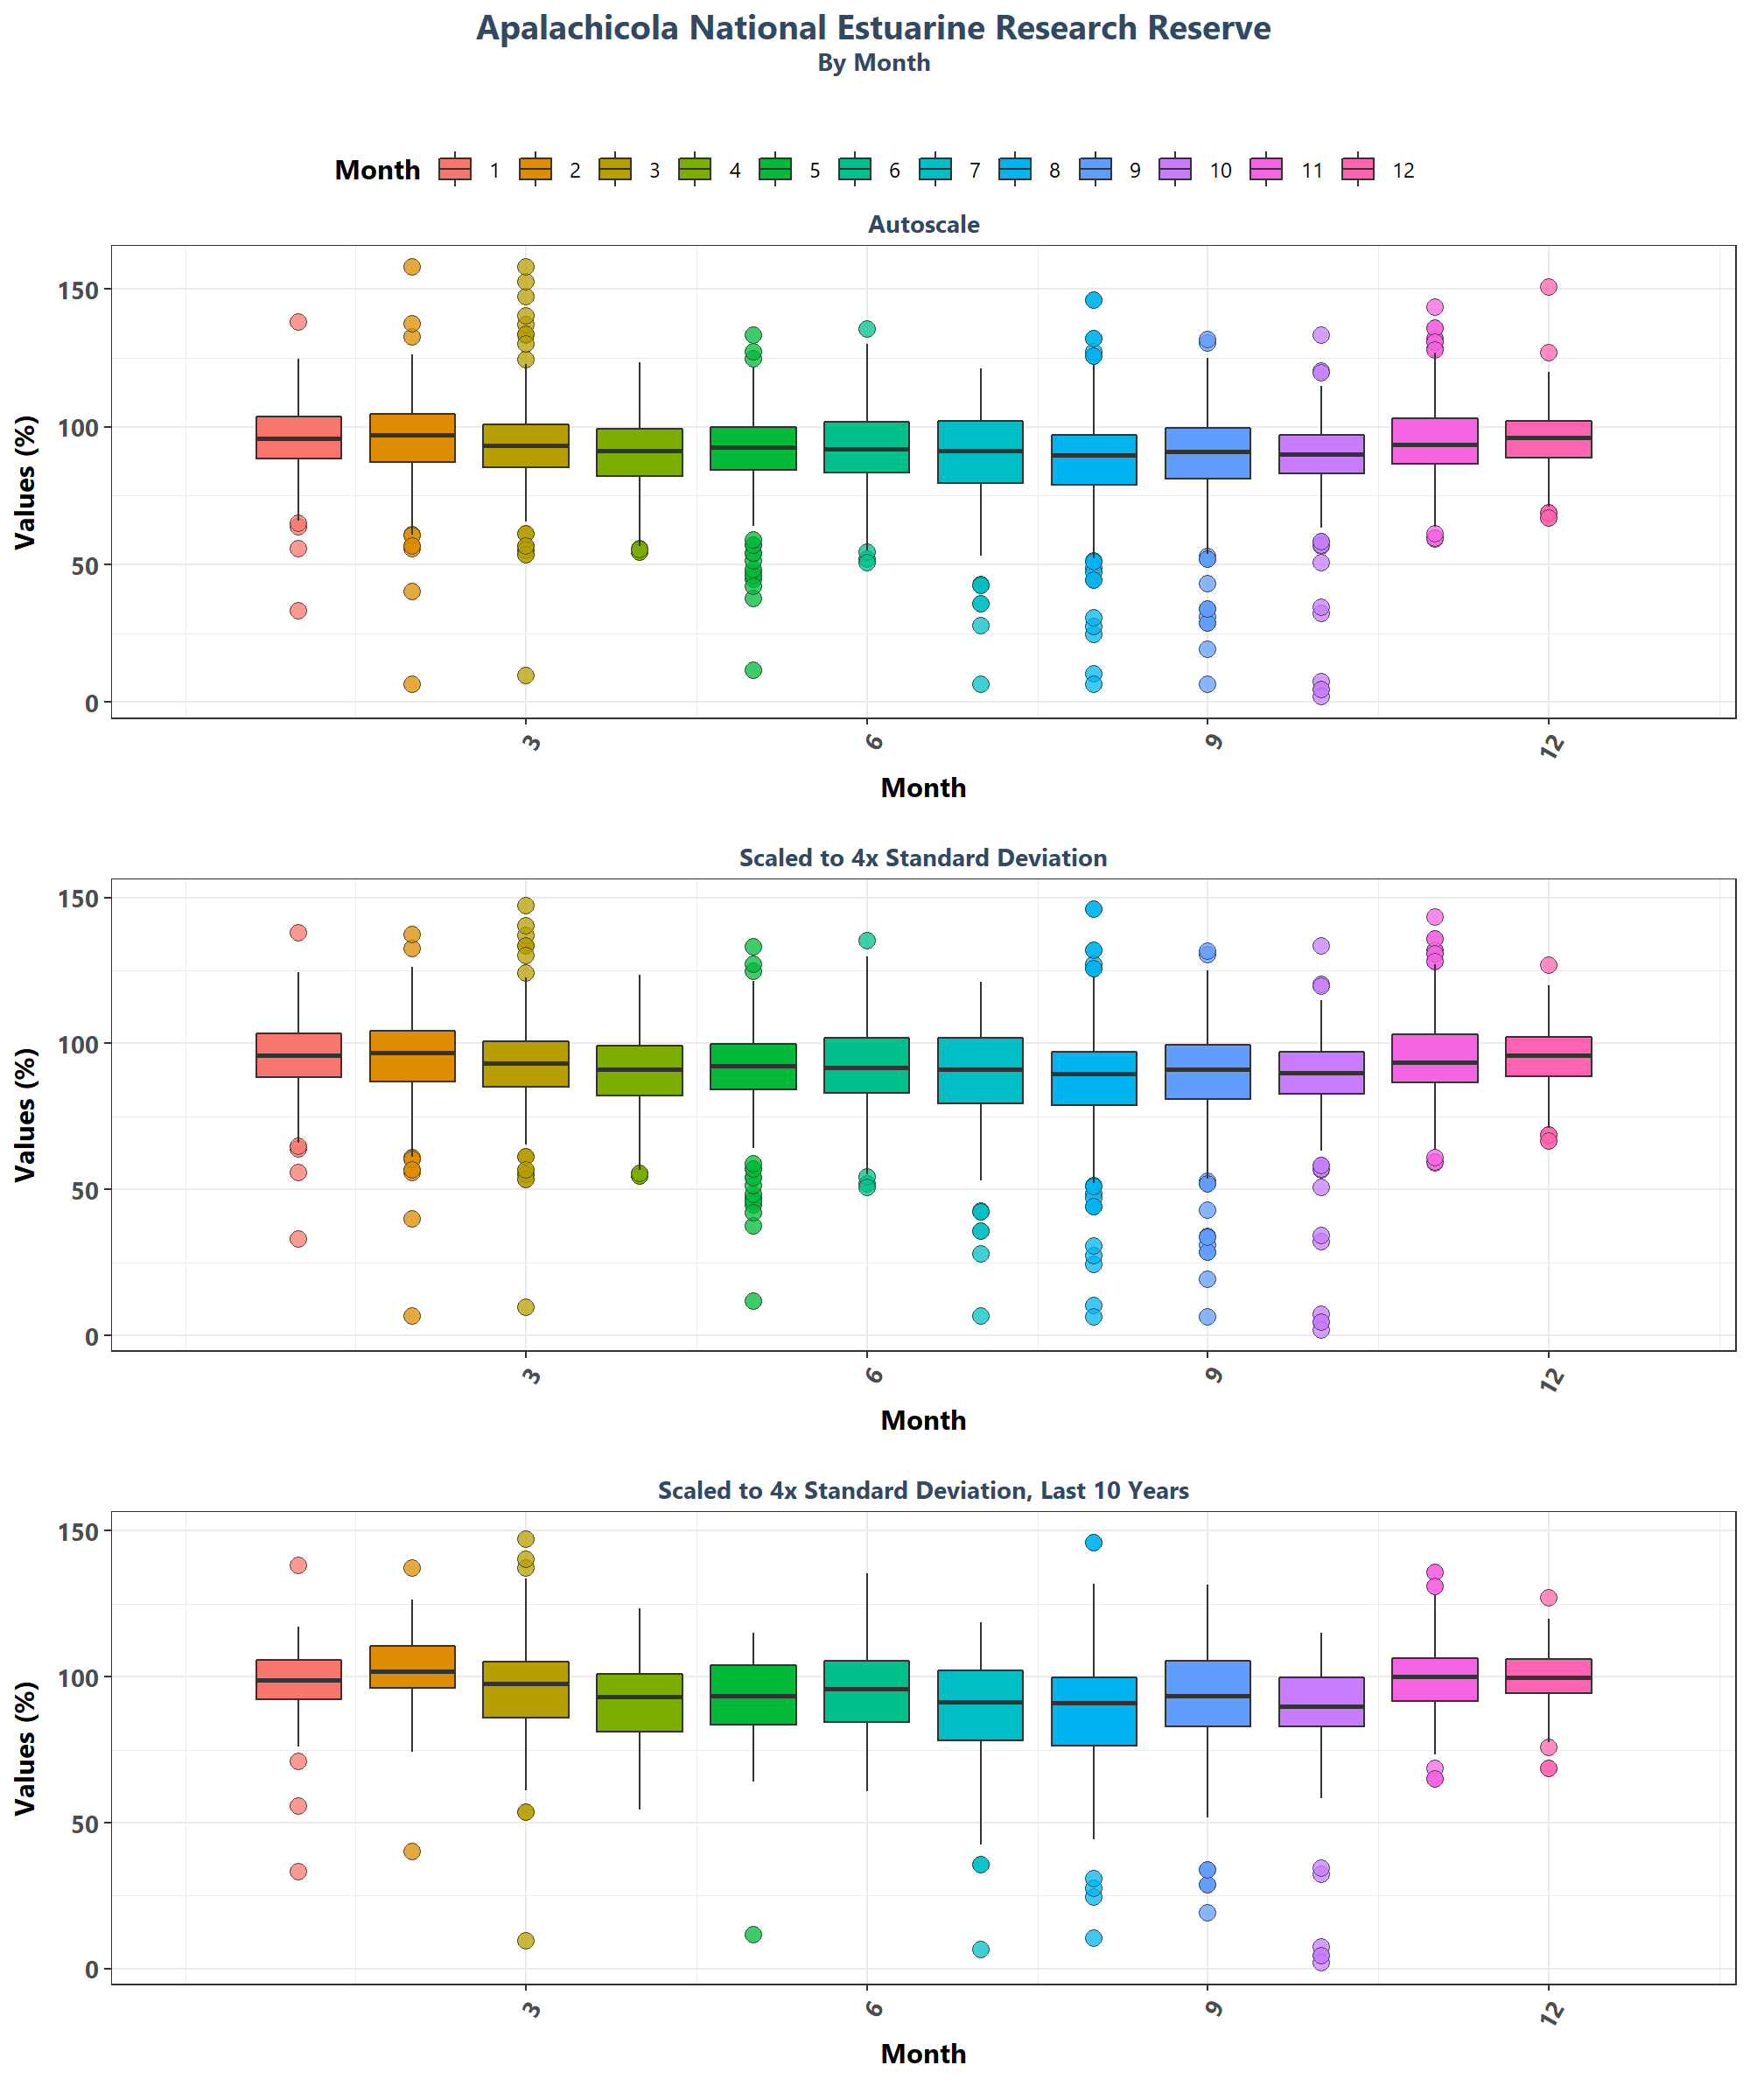 Apalachicola National Estuarine Research Reserve
By Month
Month 1 2 3 4 5 6 7 8 9 10 11 12
Autoscale
Values (%)
150
100
50
0
3 6 9 12
Month
Scaled to 4x Standard Deviation
Values (%)
150
100
50
0
3 6 9 12
Month
Scaled to 4x Standard Deviation, Last 10 Years
Values (%)
150
100
50
0
3 6 9 12
Month